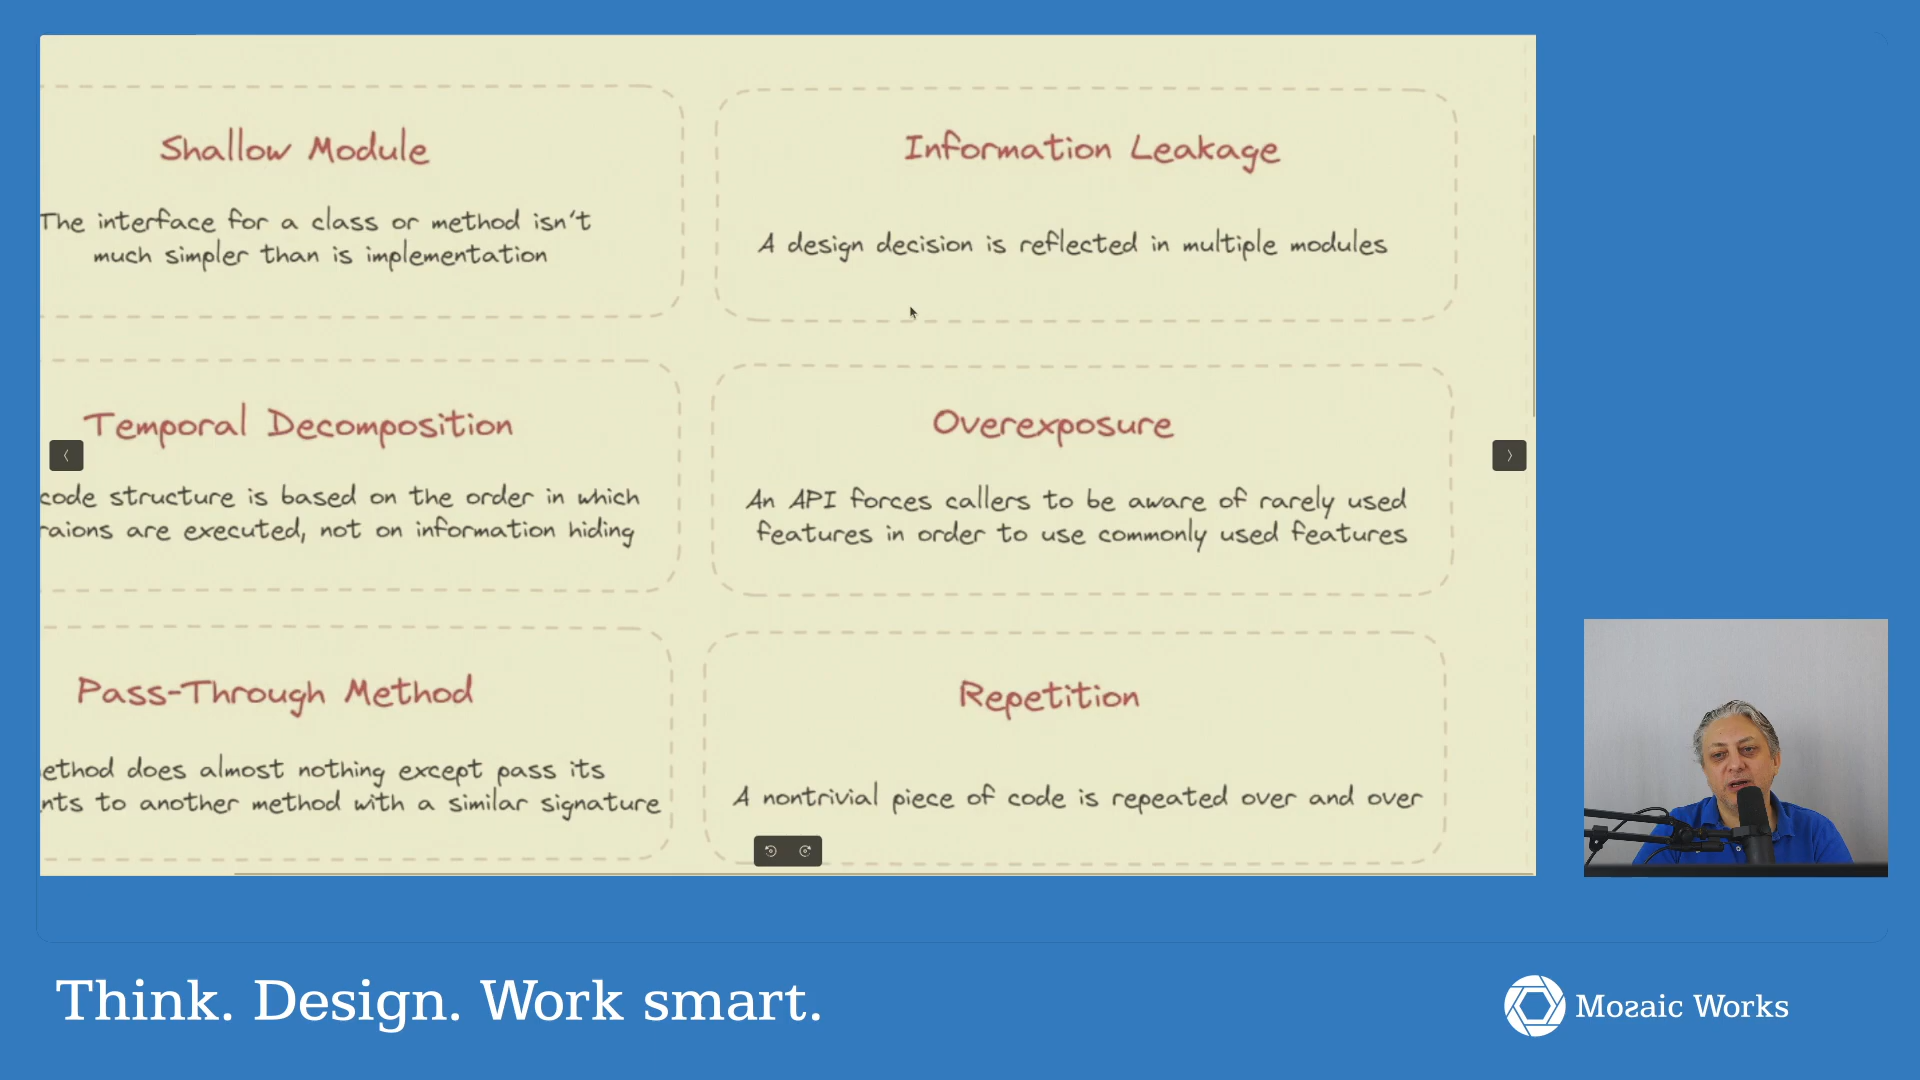 Shallow Module
The interface for a class or method isn't
much simpler than is implementation
Information Leakage
A design decision is reflected in multiple modules
Temporal Decomposition
code structure is based on the order in which
raions are executed, not on information hiding
Overexposure
An API forces callers to be aware of rarely used
features in order to use commonly used features
Pass-Through Method
ethod does almost nothing except pass its
nts to another method with a similar signature
Repetition
A nontrivial piece of code is repeated over and over
Think. Design. Work smart.
Mozaic Works